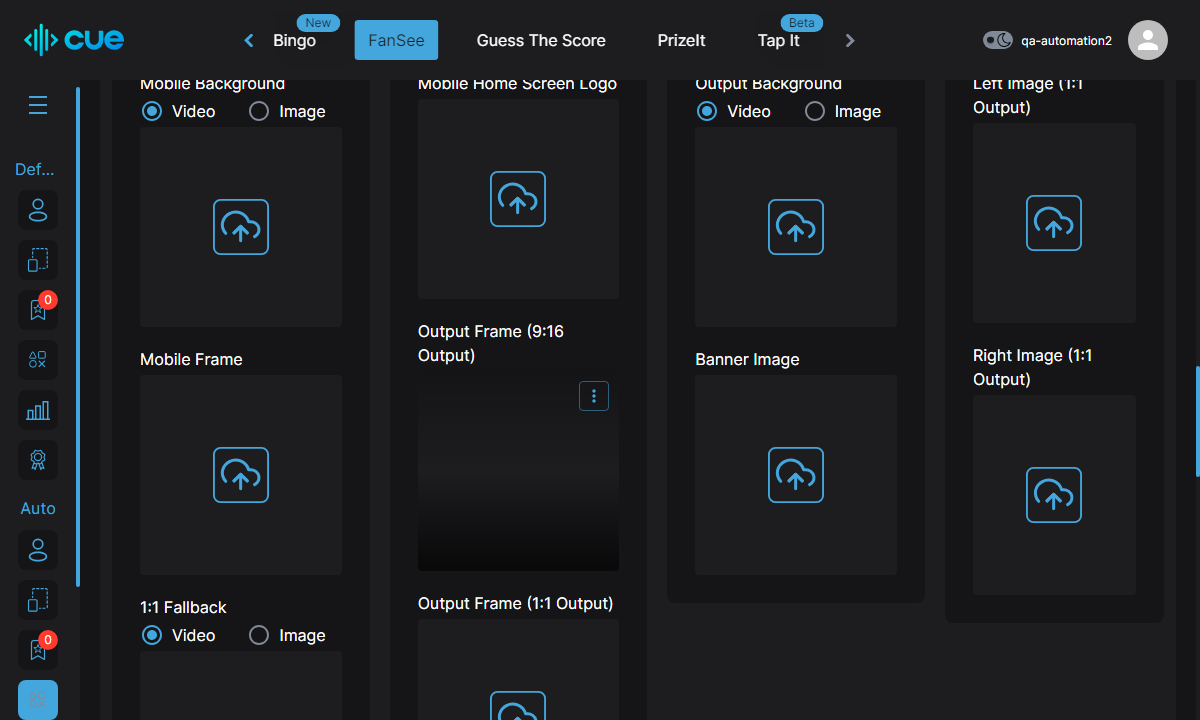 cue
New
Bingo
FanSee
Guess The Score
PrizeIt
Beta
Tap It
qa-automation2
Def...
0
Auto
0
Mobile Background
Video
Image
Mobile Frame
1:1 Fallback
Video
Image
Mobile Home Screen Logo
Output Frame (9:16
Output)
Output Frame (1:1 Output)
Output Background
Video
Image
Banner Image
Left Image (1:1
Output)
Right Image (1:1
Output)